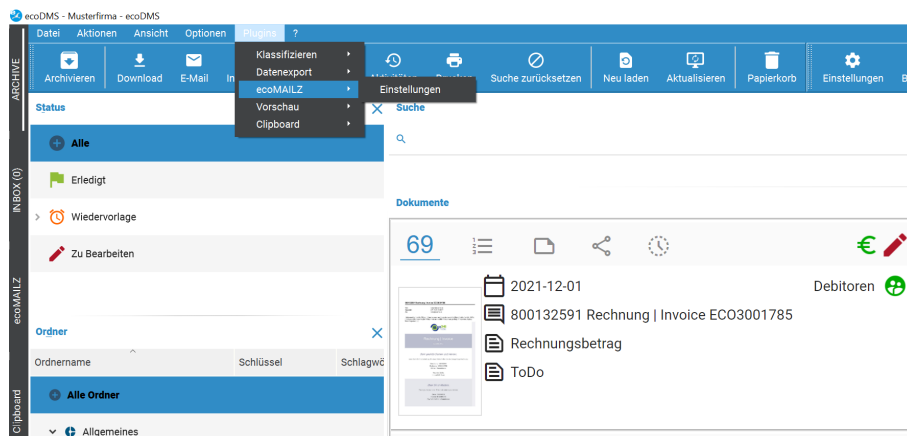 ecoDMS - Musterfirma - ecoDMS
Datei Aktionen Ansicht Optionen Plugins ?
Archivieren Download E-Mail Suche zurücksetzen Neu laden Aktualisieren Papierkorb Einstellungen
Klassifizieren
Datenexport
ecoMAILZ Einstellungen
Vorschau
Clipboard
ARCHIVE
INBOX (0)
ecoMAILZ
Clipboard
Status
Alle
Erledigt
Wiedervorlage
Zu Bearbeiten
Ordner
Ordnername Schlüssel Schlagwö
Alle Ordner
Allgemeines
Suche
Dokumente
69
2021-12-01 Debitoren
800132591 Rechnung | Invoice ECO3001785
Rechnungsbetrag
ToDo